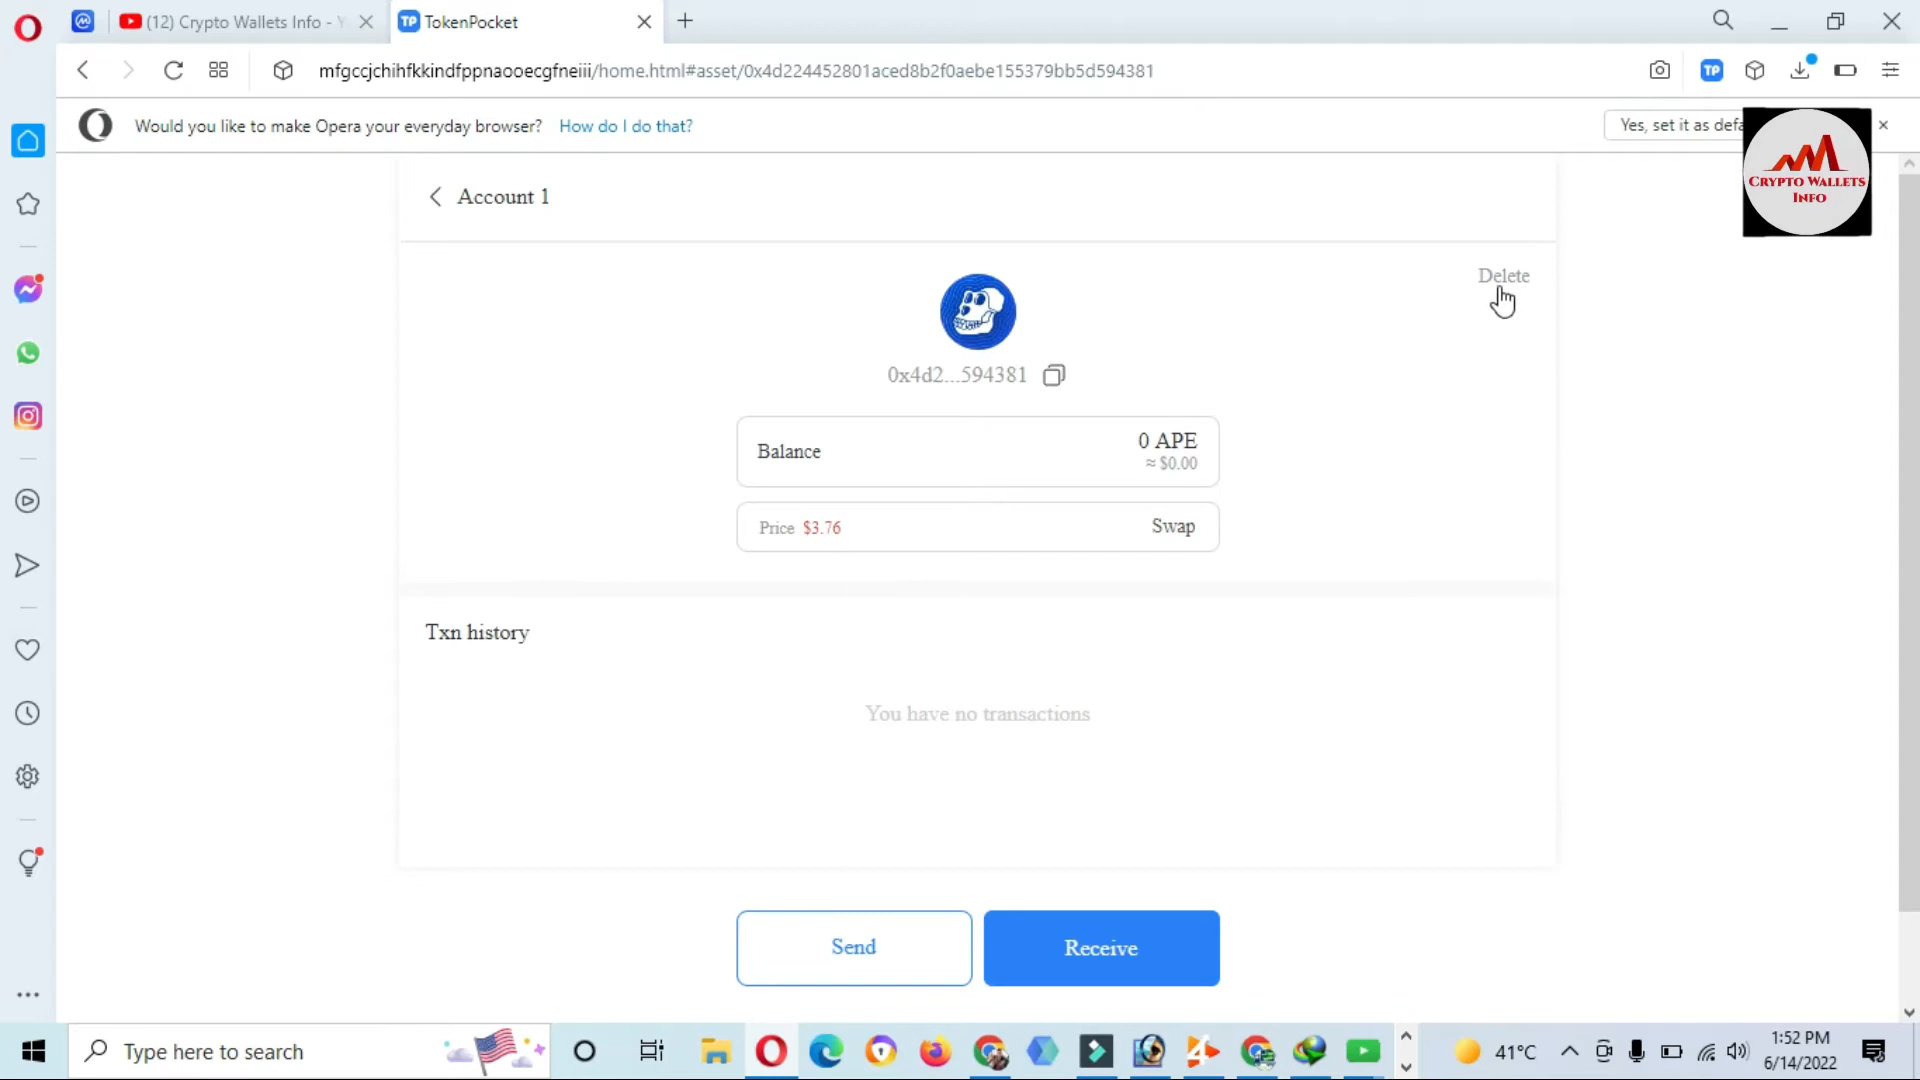 (12) Crypto Wallets Info - Y
TP TokenPocket
mfgccjchihfkkindfppnaooecgfneiii/home.html#asset/0x4d224452801aced8b2f0aebe155379bb5d594381
TP
Would you like to make Opera your everyday browser? How do I do that?
Yes, set it as defa
Crypto Wallets
Info
Account 1
Delete
0x4d2...594381
Balance
0 APE
≈ $0.00
Price $3.76
Swap
Txn history
You have no transactions
Send
Receive
Type here to search
41°C
1:52 PM
6/14/2022